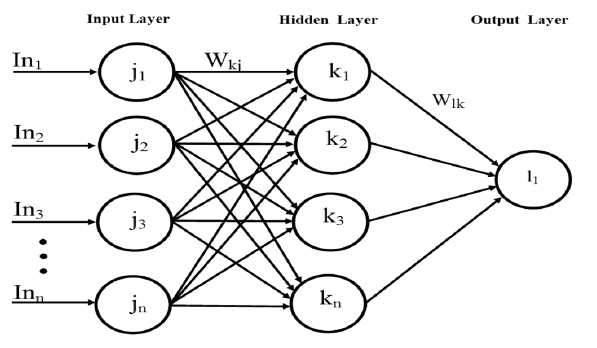 Input Layer Hidden Layer Output Layer
In₁ j₁ Wₖⱼ k₁
Wₗₖ
In₂ j₂ k₂
l₁
In₃ j₃ k₃
Inₙ jₙ kₙ